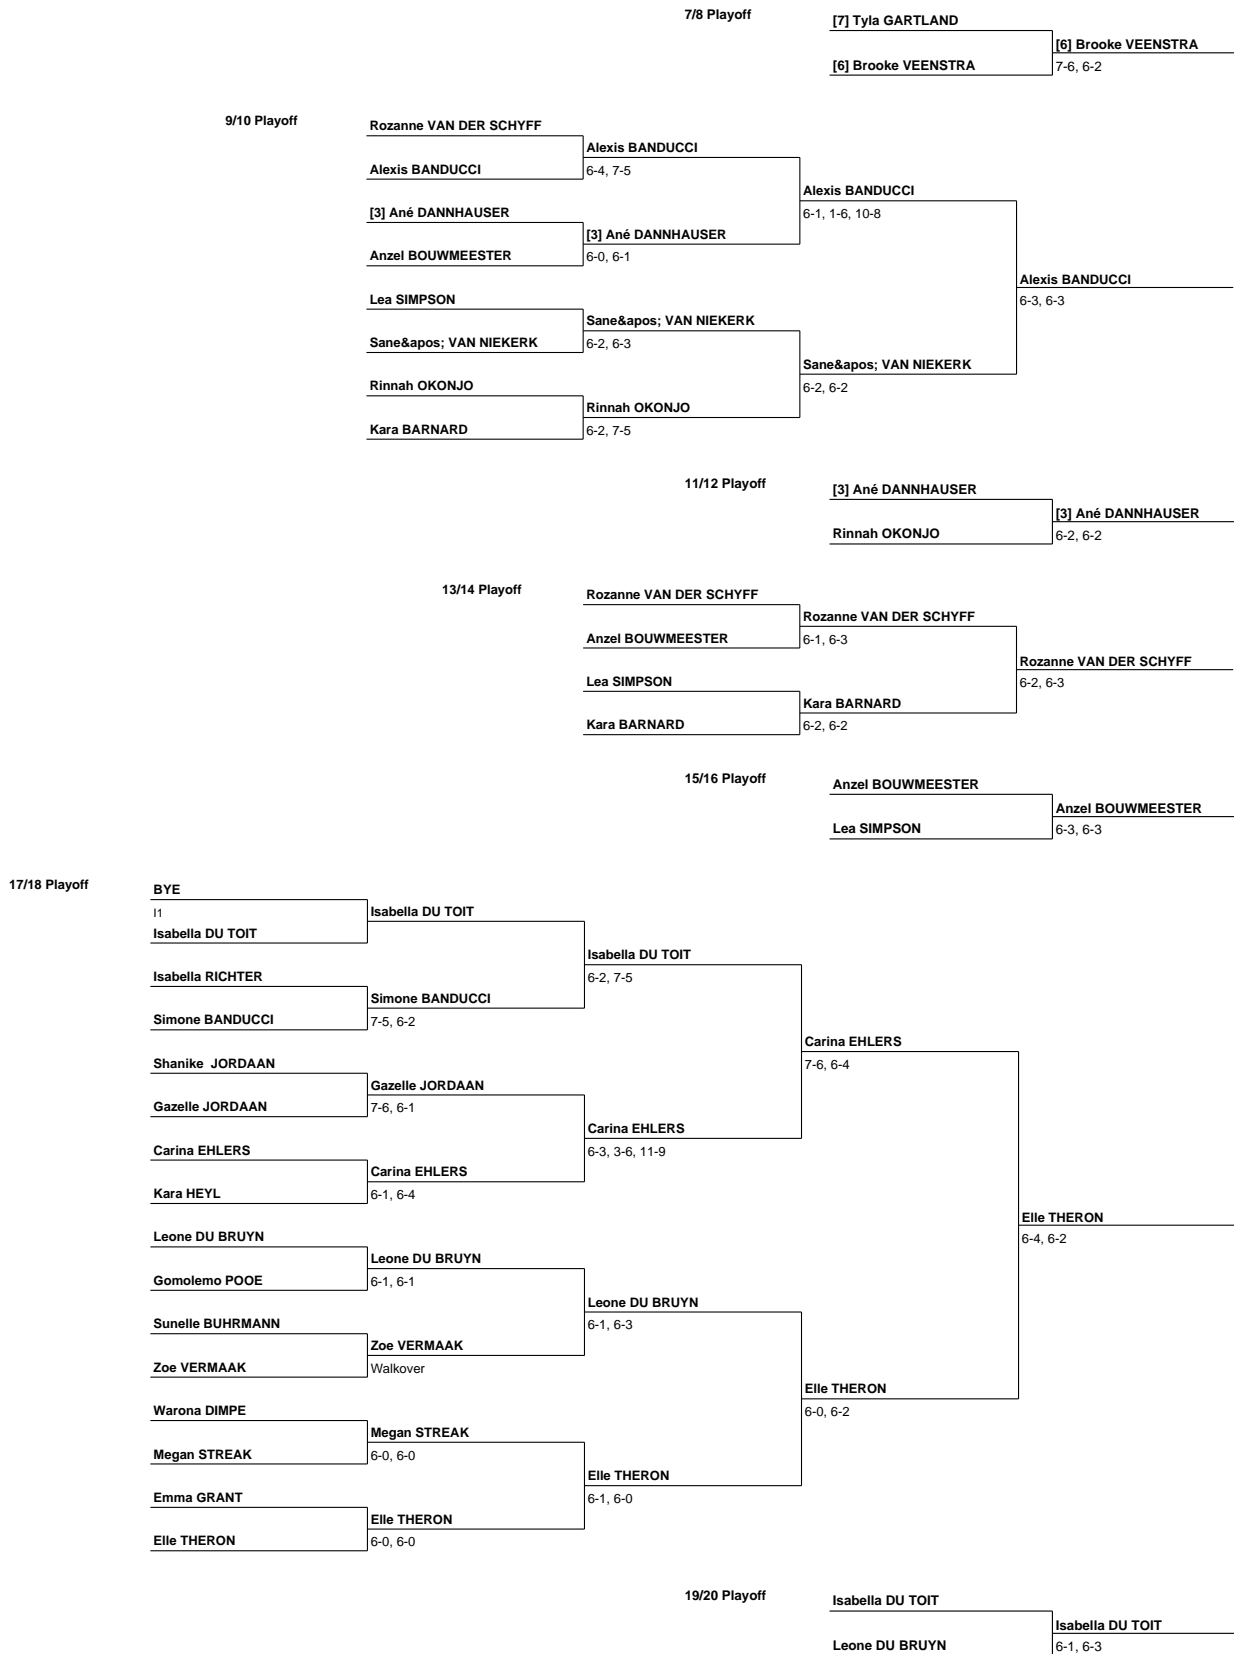 7/8 Playoff
[7] Tyla GARTLAND
[6] Brooke VEENSTRA
[6] Brooke VEENSTRA
7-6, 6-2
9/10 Playoff
Rozanne VAN DER SCHYFF
Alexis BANDUCCI
Alexis BANDUCCI
6-4, 7-5
Alexis BANDUCCI
6-1, 1-6, 10-8
[3] Ané DANNHAUSER
[3] Ané DANNHAUSER
Anzel BOUWMEESTER
6-0, 6-1
Alexis BANDUCCI
6-3, 6-3
Lea SIMPSON
Sane&apos; VAN NIEKERK
Sane&apos; VAN NIEKERK
6-2, 6-3
Sane&apos; VAN NIEKERK
6-2, 6-2
Rinnah OKONJO
Rinnah OKONJO
Kara BARNARD
6-2, 7-5
11/12 Playoff
[3] Ané DANNHAUSER
[3] Ané DANNHAUSER
Rinnah OKONJO
6-2, 6-2
13/14 Playoff
Rozanne VAN DER SCHYFF
Rozanne VAN DER SCHYFF
Anzel BOUWMEESTER
6-1, 6-3
Rozanne VAN DER SCHYFF
6-2, 6-3
Lea SIMPSON
Kara BARNARD
Kara BARNARD
6-2, 6-2
15/16 Playoff
Anzel BOUWMEESTER
Anzel BOUWMEESTER
Lea SIMPSON
6-3, 6-3
17/18 Playoff
BYE
I1
Isabella DU TOIT
Isabella DU TOIT
Isabella DU TOIT
6-2, 7-5
Isabella RICHTER
Simone BANDUCCI
Simone BANDUCCI
7-5, 6-2
Carina EHLERS
7-6, 6-4
Shanike  JORDAAN
Gazelle JORDAAN
Gazelle JORDAAN
7-6, 6-1
Carina EHLERS
6-3, 3-6, 11-9
Carina EHLERS
Carina EHLERS
Kara HEYL
6-1, 6-4
Elle THERON
6-4, 6-2
Leone DU BRUYN
Leone DU BRUYN
Gomolemo POOE
6-1, 6-1
Leone DU BRUYN
6-1, 6-3
Sunelle BUHRMANN
Zoe VERMAAK
Zoe VERMAAK
Walkover
Elle THERON
6-0, 6-2
Warona DIMPE
Megan STREAK
Megan STREAK
6-0, 6-0
Elle THERON
6-1, 6-0
Emma GRANT
Elle THERON
Elle THERON
6-0, 6-0
19/20 Playoff
Isabella DU TOIT
Isabella DU TOIT
Leone DU BRUYN
6-1, 6-3